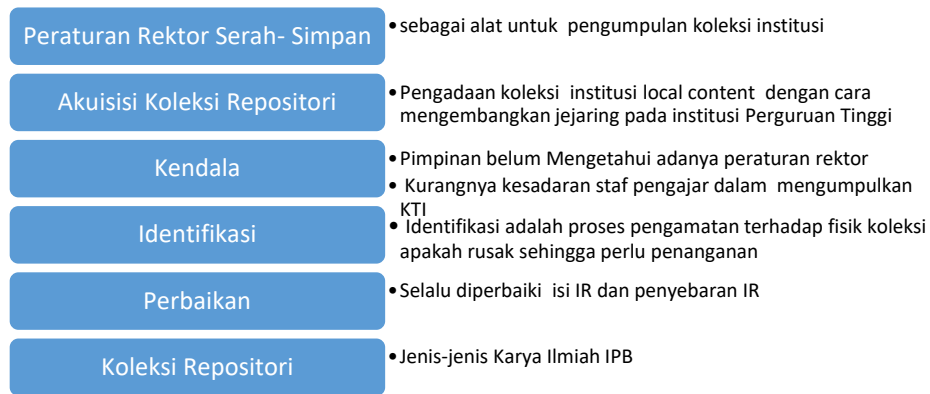 Peraturan Rektor Serah- Simpan
•sebagai alat untuk pengumpulan koleksi institusi
Akuisisi Koleksi Repositori
•Pengadaan koleksi institusi local content dengan cara
mengembangkan jejaring pada institusi Perguruan Tinggi
Kendala
•Pimpinan belum Mengetahui adanya peraturan rektor
• Kurangnya kesadaran staf pengajar dalam mengumpulkan
KTI
Identifikasi
• Identifikasi adalah proses pengamatan terhadap fisik koleksi
apakah rusak sehingga perlu penanganan
Perbaikan
•Selalu diperbaiki isi IR dan penyebaran IR
Koleksi Repositori
•Jenis-jenis Karya Ilmiah IPB